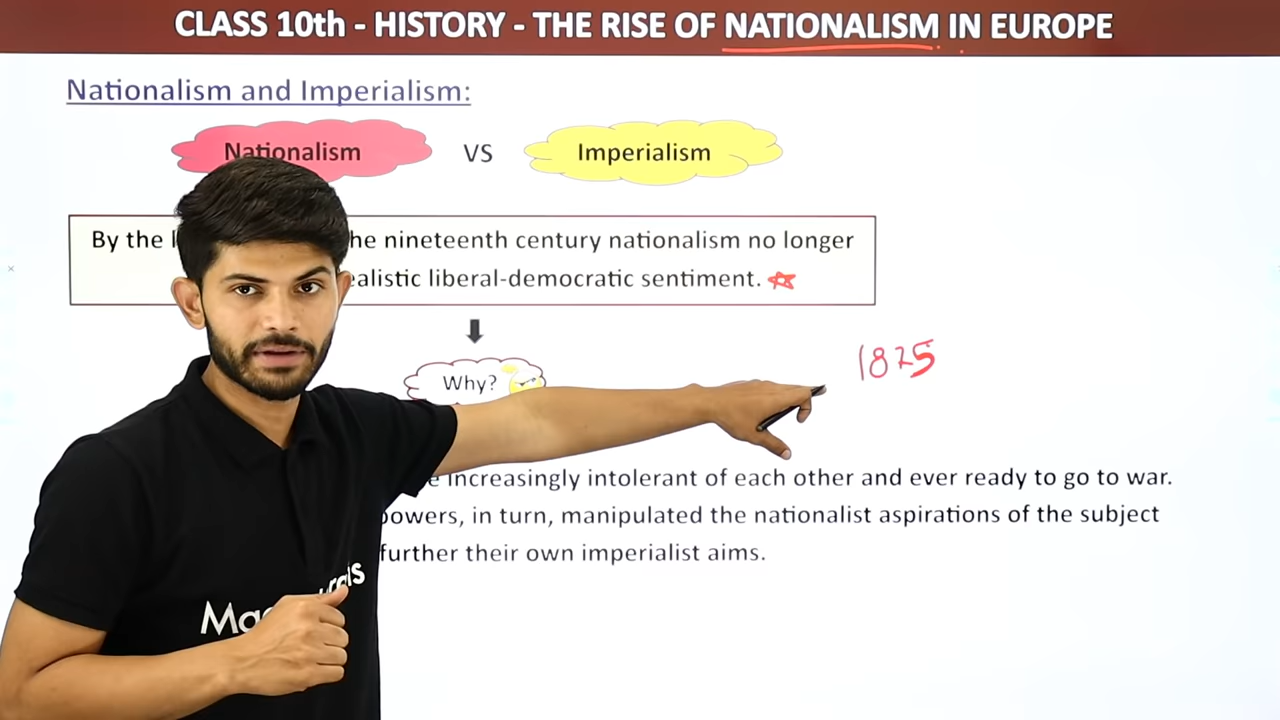 CLASS 10th - HISTORY - THE RISE OF NATIONALISM IN EUROPE
Nationalism and Imperialism:
Nationalism VS Imperialism
By the he nineteenth century nationalism no longer
alistic liberal-democratic sentiment.
Why?
1825
increasingly intolerant of each other and ever ready to go to war.
powers, in turn, manipulated the nationalist aspirations of the subject
further their own imperialist aims.